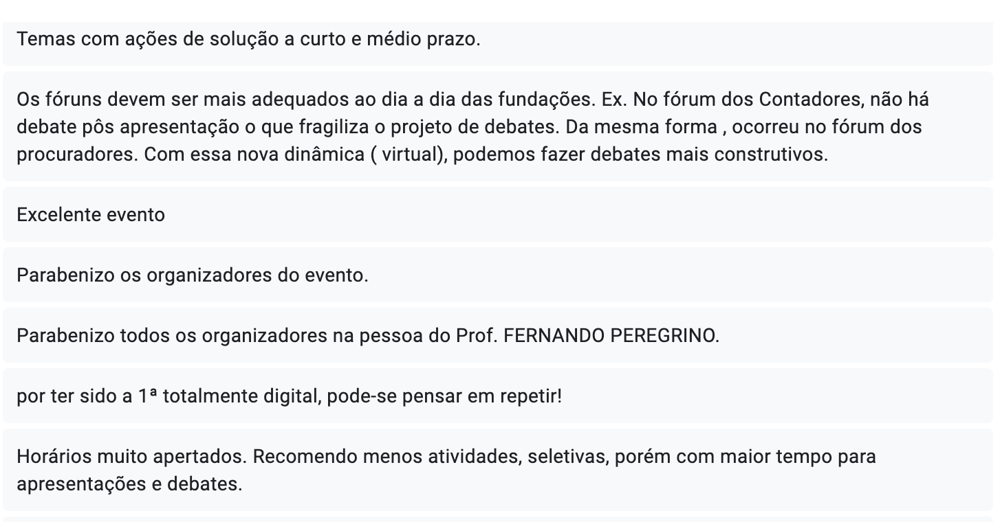 Temas com ações de solução a curto e médio prazo.
Os fóruns devem ser mais adequados ao dia a dia das fundações. Ex. No fórum dos Contadores, não há
debate pôs apresentação o que fragiliza o projeto de debates. Da mesma forma , ocorreu no fórum dos
procuradores. Com essa nova dinâmica ( virtual), podemos fazer debates mais construtivos.
Excelente evento
Parabenizo os organizadores do evento.
Parabenizo todos os organizadores na pessoa do Prof. FERNANDO PEREGRINO.
por ter sido a 1ª totalmente digital, pode-se pensar em repetir!
Horários muito apertados. Recomendo menos atividades, seletivas, porém com maior tempo para
apresentações e debates.